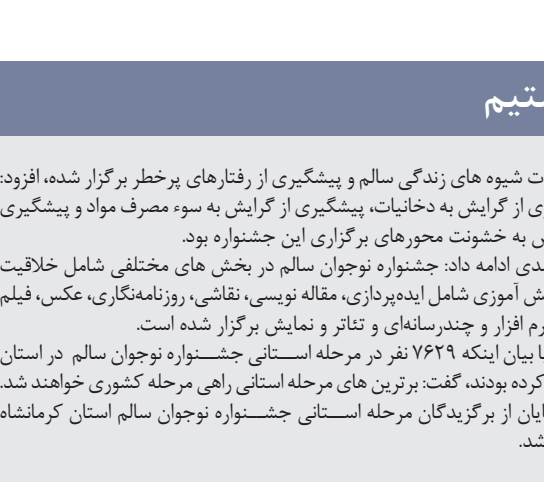 ت شیوه های زندگی سالم و پیشگیری از رفتارهای پرخطر برگزار شده، افزود:
ی از گرایش به دخانیات، پیشگیری از گرایش به سوء مصرف مواد و پیشگیری
به خشونت محورهای برگزاری این جشنواره بود.
ادامه داد: جشنواره نوجوان سالم در بخش های مختلفی شامل خلاقیت
ش آموزی شامل ایده‌پردازی، مقاله نویسی، نقاشی، روزنامه‌نگاری، عکس، فیلم
رم افزار و چندرسانه‌ای و تئاتر و نمایش برگزار شده است.
ا بیان اینکه ۷۶۲۹ نفر در مرحله استانی جشنواره نوجوان سالم در استان
کرده بودند، گفت: برترین های مرحله استانی راهی مرحله کشوری خواهند شد.
ایان از برگزیدگان مرحله استانی جشنواره نوجوان سالم استان کرمانشاه
شد.